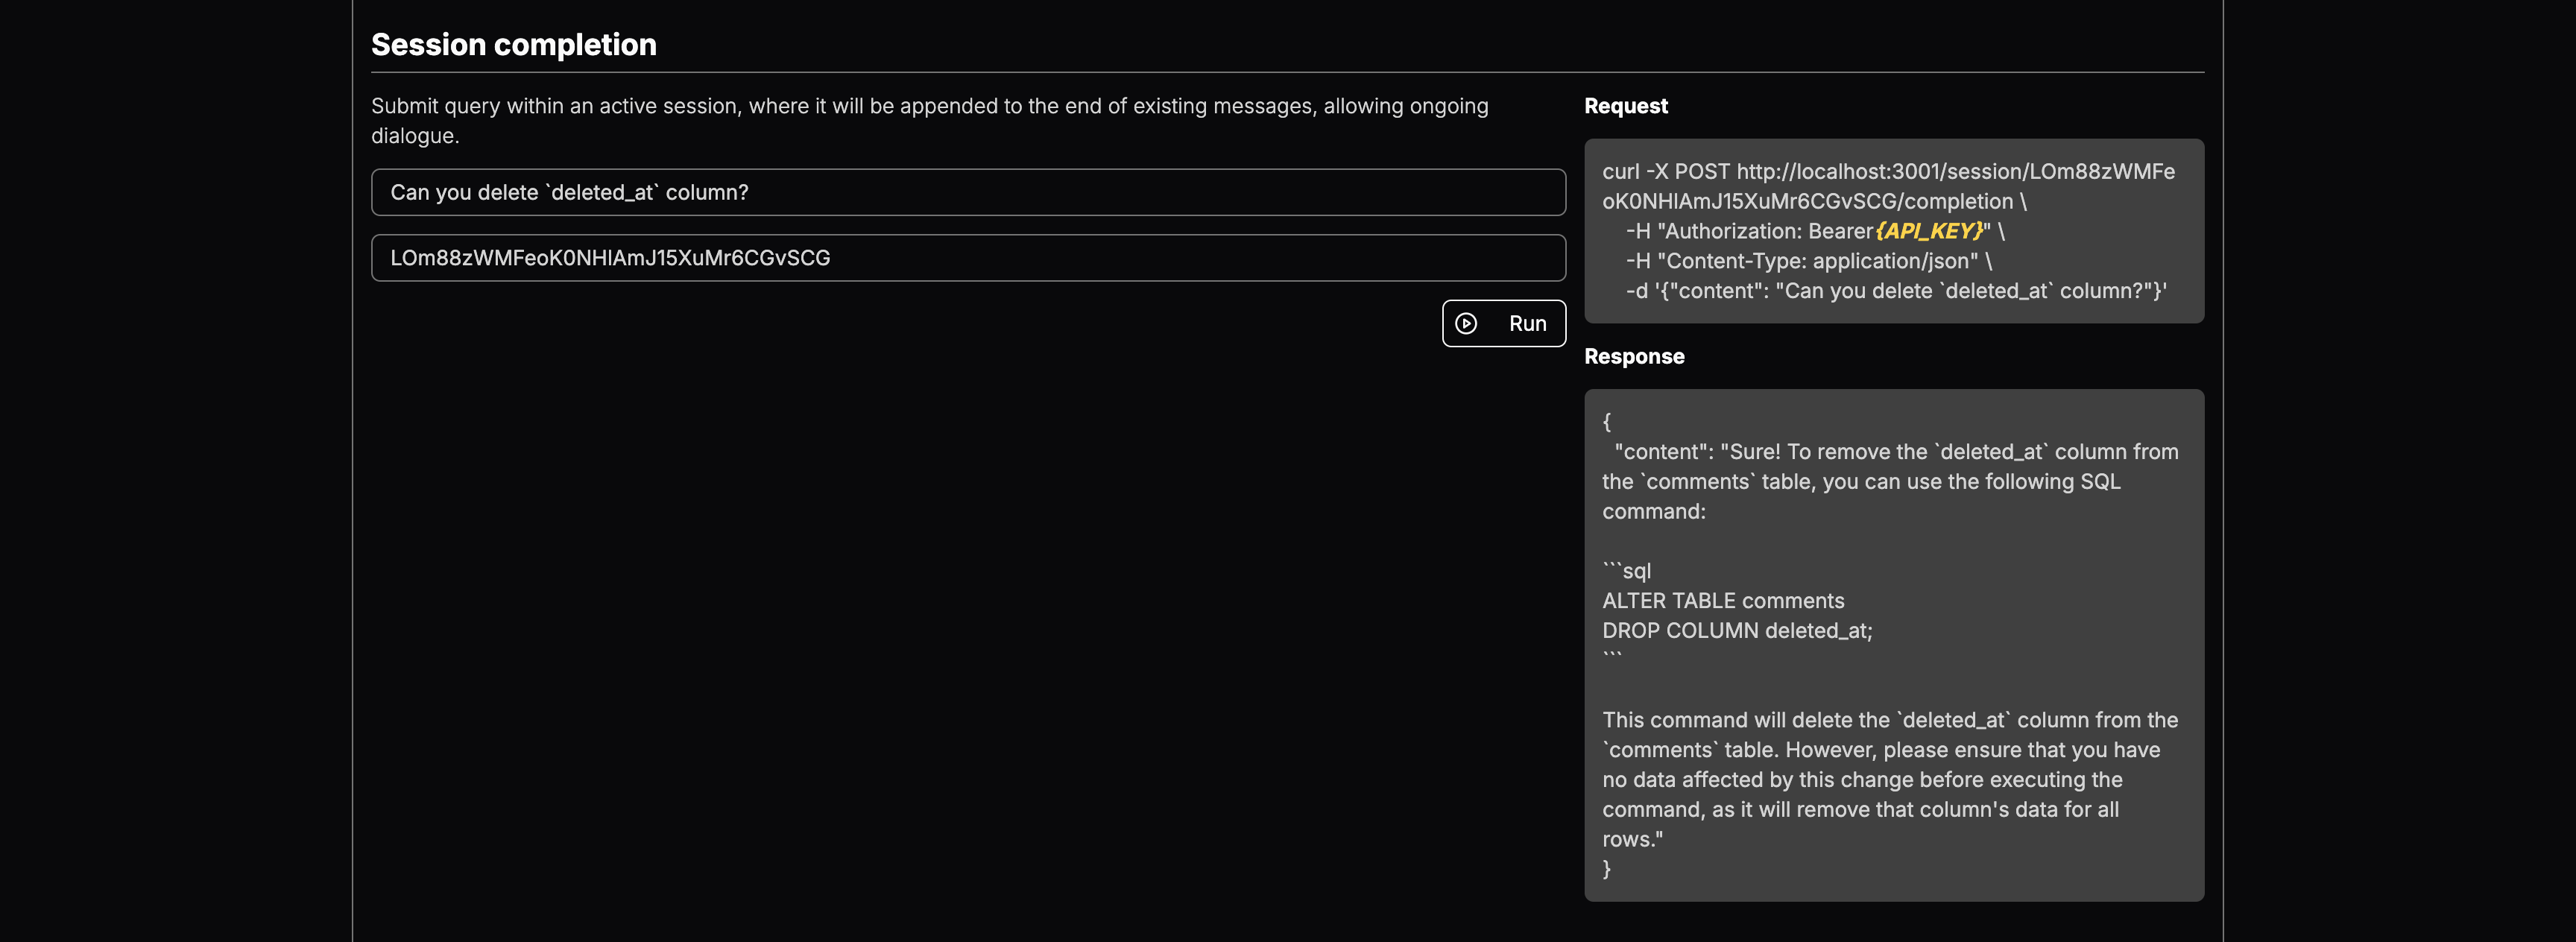 Session completion
Submit query within an active session, where it will be appended to the end of existing messages, allowing ongoing
dialogue.
Can you delete `deleted_at` column?
LOm88zWMFeoK0NHlAmJ15XuMr6CGvSCG
Run
Request
curl -X POST http://localhost:3001/session/LOm88zWMFe
oK0NHlAmJ15XuMr6CGvSCG/completion \
-H "Authorization: Bearer{API_KEY}" \
-H "Content-Type: application/json" \
-d '{"content": "Can you delete `deleted_at` column?"}'
Response
{
"content": "Sure! To remove the `deleted_at` column from
the `comments` table, you can use the following SQL
command:
```sql
ALTER TABLE comments
DROP COLUMN deleted_at;
```
This command will delete the `deleted_at` column from the
`comments` table. However, please ensure that you have
no data affected by this change before executing the
command, as it will remove that column's data for all
rows."
}